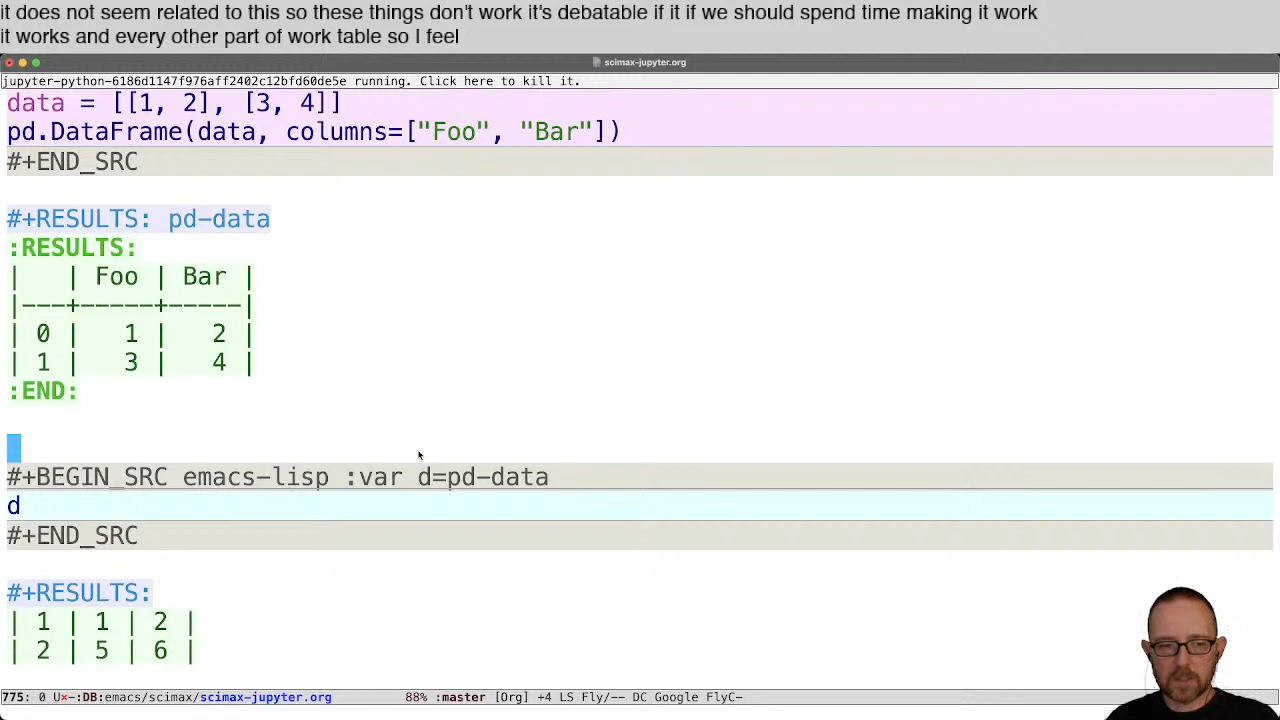 it does not seem related to this so these things don't work it's debatable if it if we should spend time making it work
it works and every other part of work table so I feel
scimax-jupyter.org
jupyter-python-6186d1147f976aff2402c12bfd60de5e running. Click here to kill it.
data = [[1, 2], [3, 4]]
pd.DataFrame(data, columns=["Foo", "Bar"])
#+END_SRC
#+RESULTS: pd-data
:RESULTS:
|   | Foo | Bar |
|---+-----+-----|
| 0 |   1 |   2 |
| 1 |   3 |   4 |
:END:
#+BEGIN_SRC emacs-lisp :var d=pd-data
d
#+END_SRC
#+RESULTS:
| 1 | 1 | 2 |
| 2 | 5 | 6 |
775: 0 U×-:DB:emacs/scimax/scimax-jupyter.org 88% :master [Org] +4 LS Fly/-- DC Google FlyC-